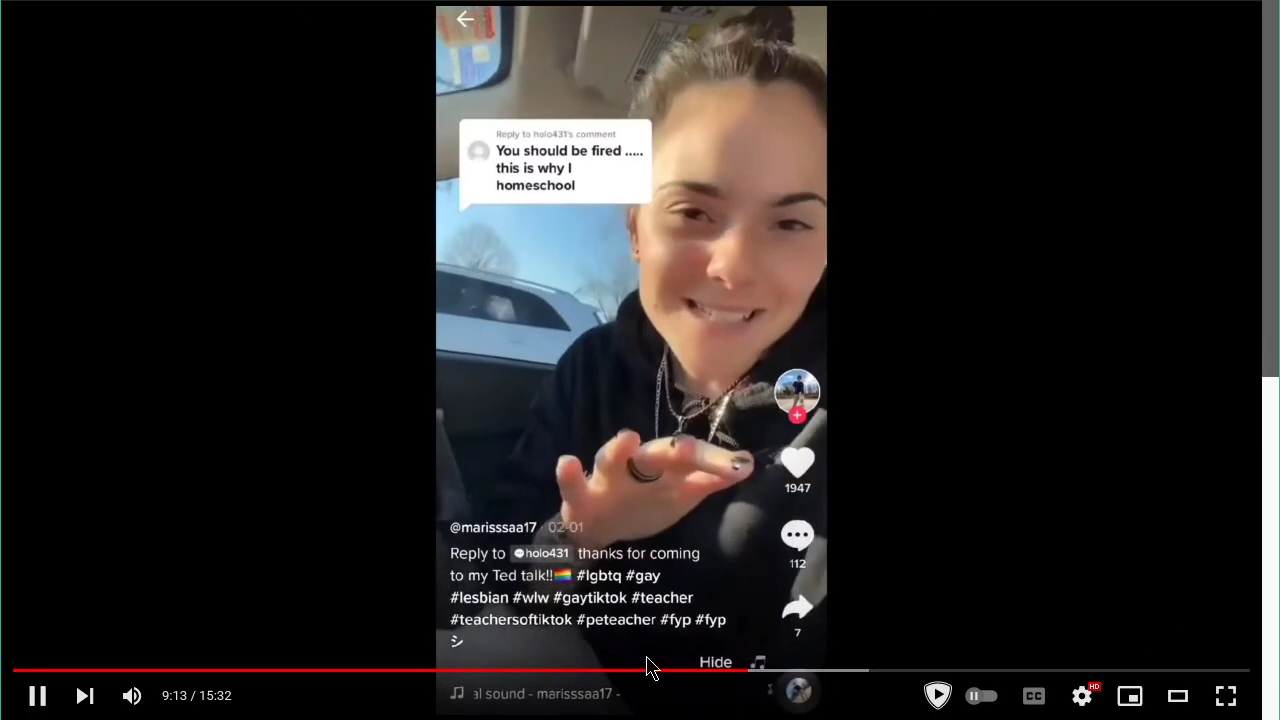 Reply to holo431's comment
You should be fired .....
this is why I
homeschool
1947
112
7
@marisssaa17 · 02-01
Reply to holo431 thanks for coming
to my Ted talk!!🏳️‍🌈 #lgbtq #gay
#lesbian #wlw #gaytiktok #teacher
#teachersoftiktok #peteacher #fyp #fyp
シ
Hide
al sound - marisssaa17 -
9:13 / 15:32
CC
HD